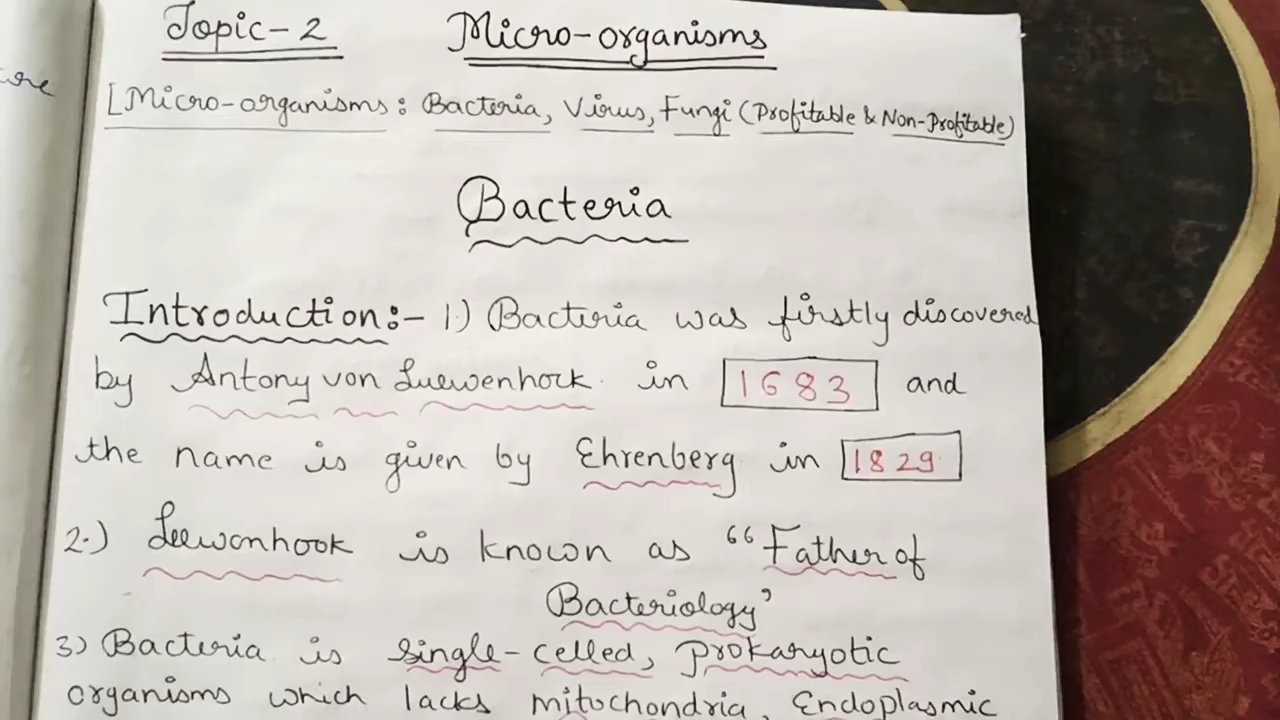 Topic-2 Micro-organisms
[Micro-organisms: Bacteria, Virus, Fungi (Profitable & Non-Profitable)
Bacteria
Introduction:- 1.) Bacteria was firstly discovered
by Antony von Luewenhock in 1683 and
the name is given by Ehrenberg in 1829
2.) Leewonhook is known as "Father of
Bacteriology'
3) Bacteria is single-celled, prokaryotic
organisms which lacks mitochondria, Endoplasmic